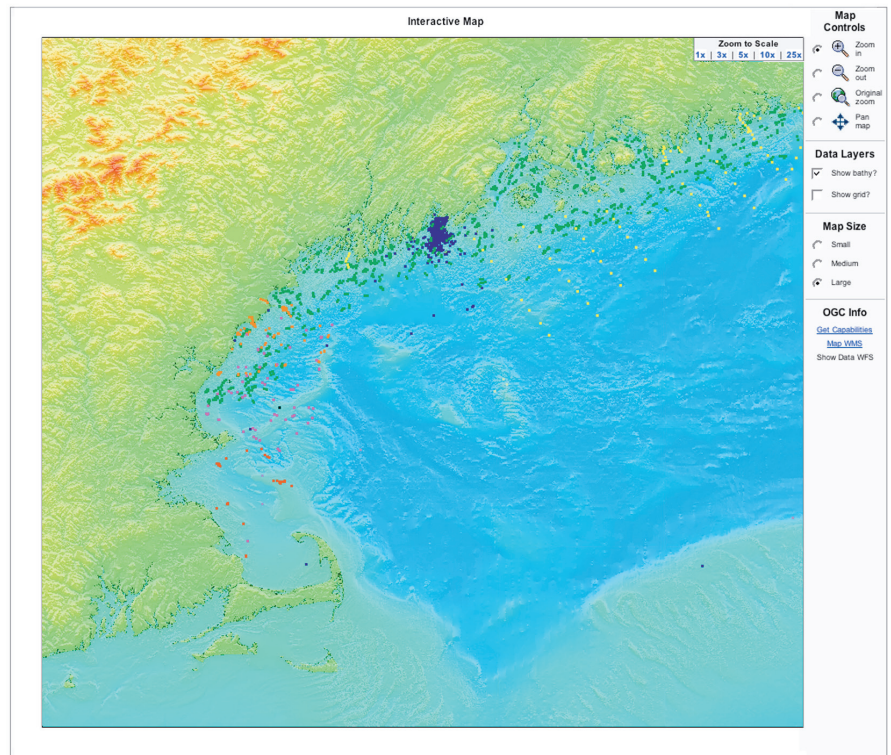 Interactive Map
Zoom to Scale
1x | 3x | 5x | 10x | 25x
Map
Controls
Zoom
in
Zoom
out
Original
zoom
Pan
map
Data Layers
Show bathy?
Show grid?
Map Size
Small
Medium
Large
OGC Info
Get Capabilities
Map WMS
Show Data WFS